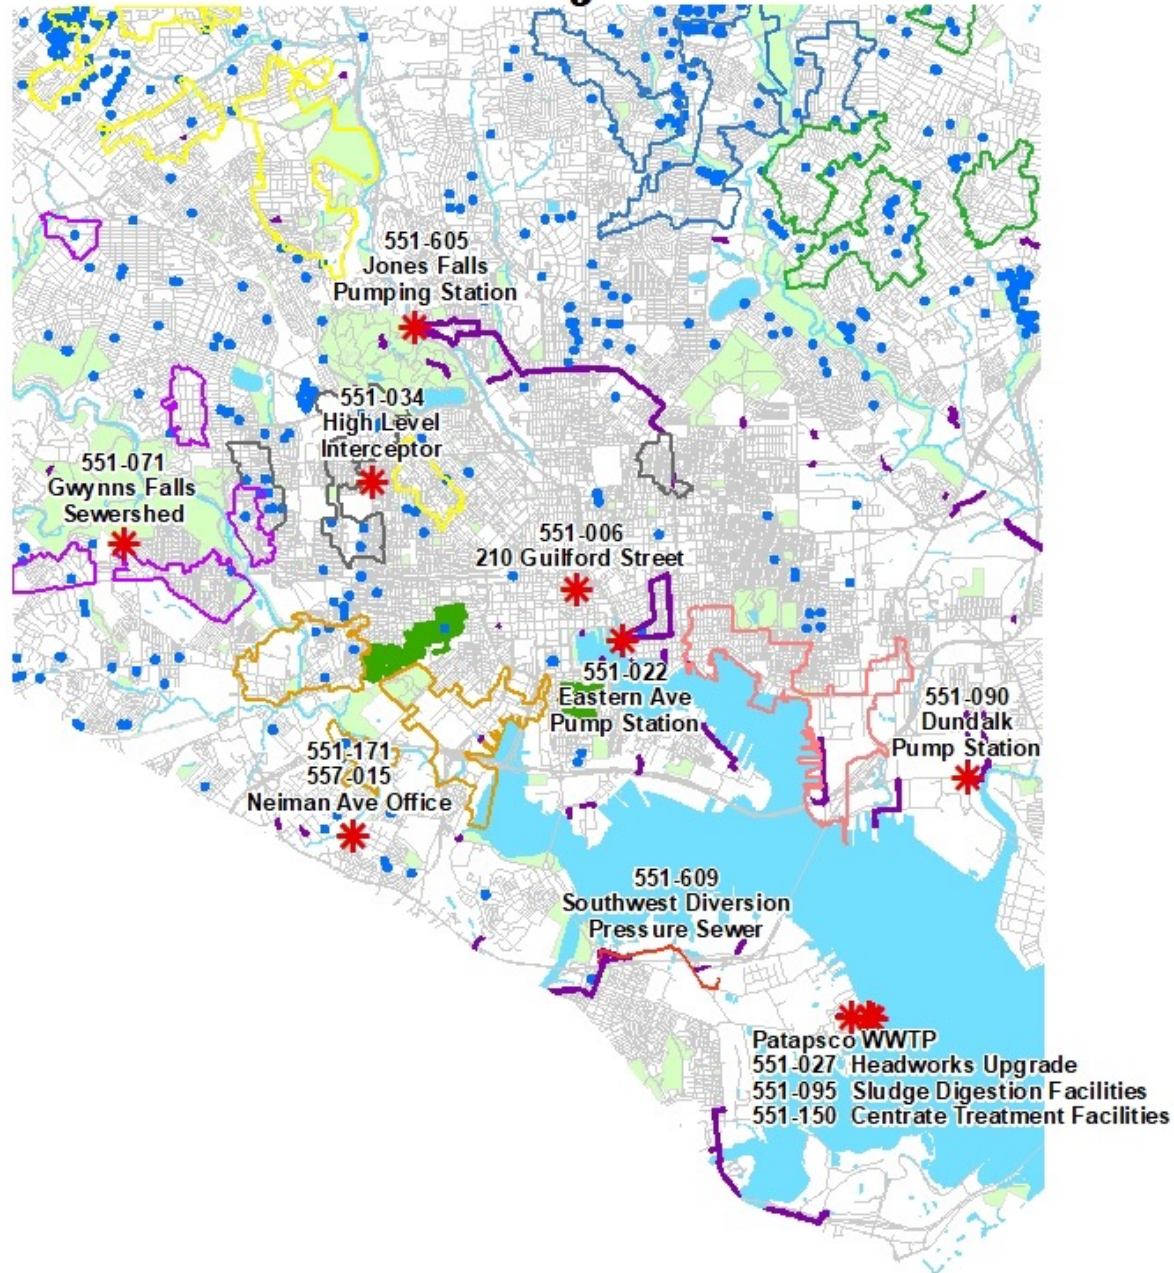 551-605
Jones Falls
Pumping Station
551-034
High Level
Interceptor
551-071
Gwynns Falls
Sewershed
551-006
210 Guilford Street
551-022
Eastern Ave
Pump Station
551-090
Dundalk
Pump Station
551-171
557-015
Neiman Ave Office
551-609
Southwest Diversion
Pressure Sewer
Patapsco WWTP
551-027 Headworks Upgrade
551-095 Sludge Digestion Facilities
551-150 Centrate Treatment Facilities